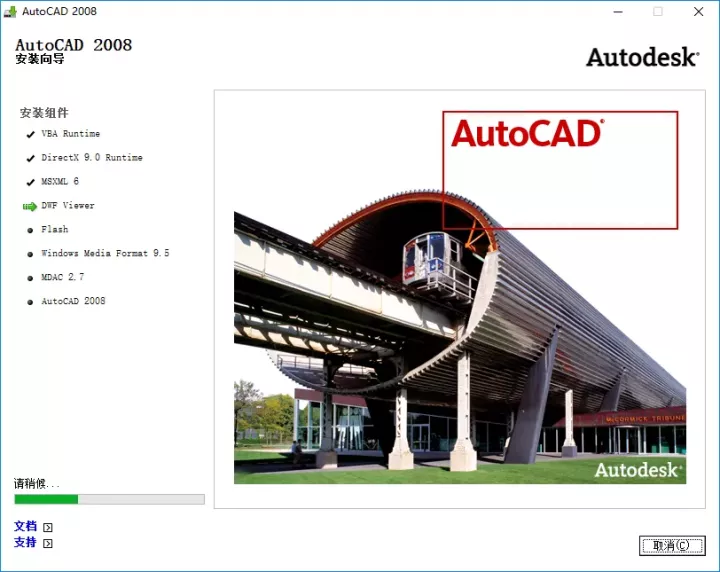 AutoCAD 2008
AutoCAD 2008
安装向导
Autodesk®
安装组件
VBA Runtime
DirectX 9.0 Runtime
MSXML 6
DWF Viewer
Flash
Windows Media Format 9.5
MDAC 2.7
AutoCAD 2008
AutoCAD®
McCORMICK TRIBUNE
Autodesk®
请稍候...
文档
支持
取消(C)